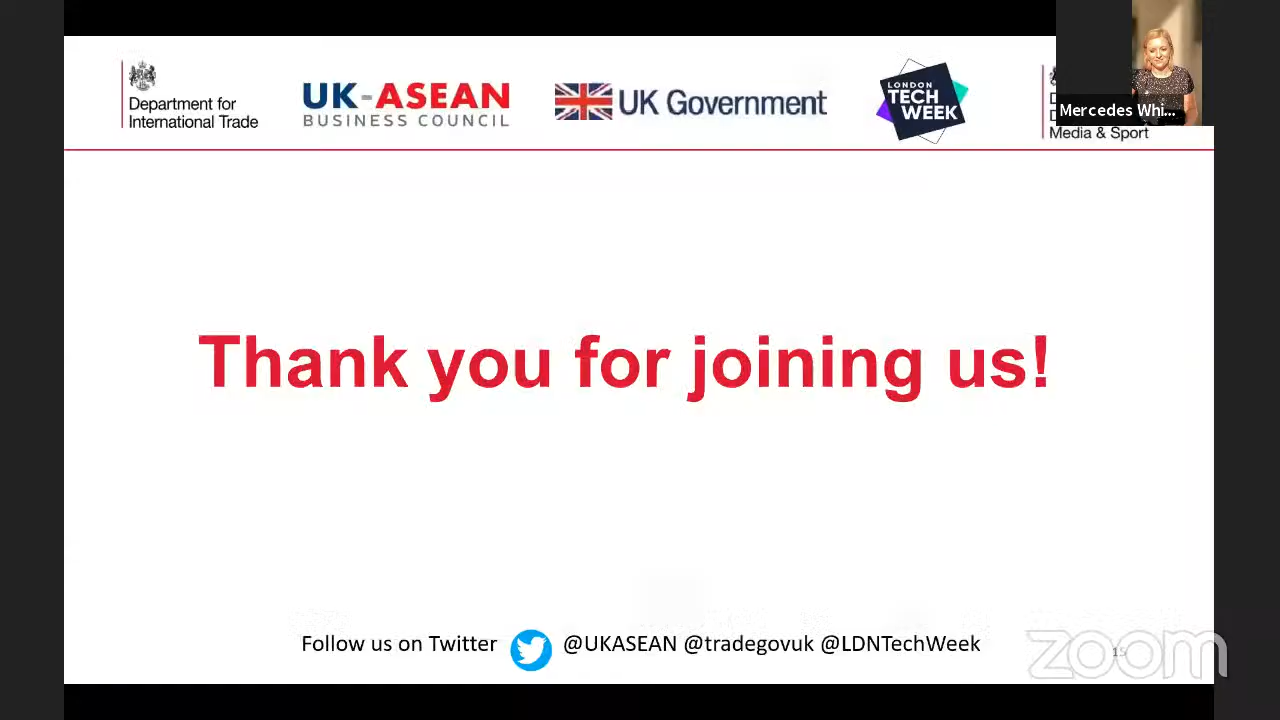 Department for
International Trade
UK-ASEAN
BUSINESS COUNCIL
UK Government
LONDON
TECH
WEEK
Media & Sport
Mercedes Whi...
Thank you for joining us!
Follow us on Twitter @UKASEAN @tradegovuk @LDNTechWeek
15
zoom